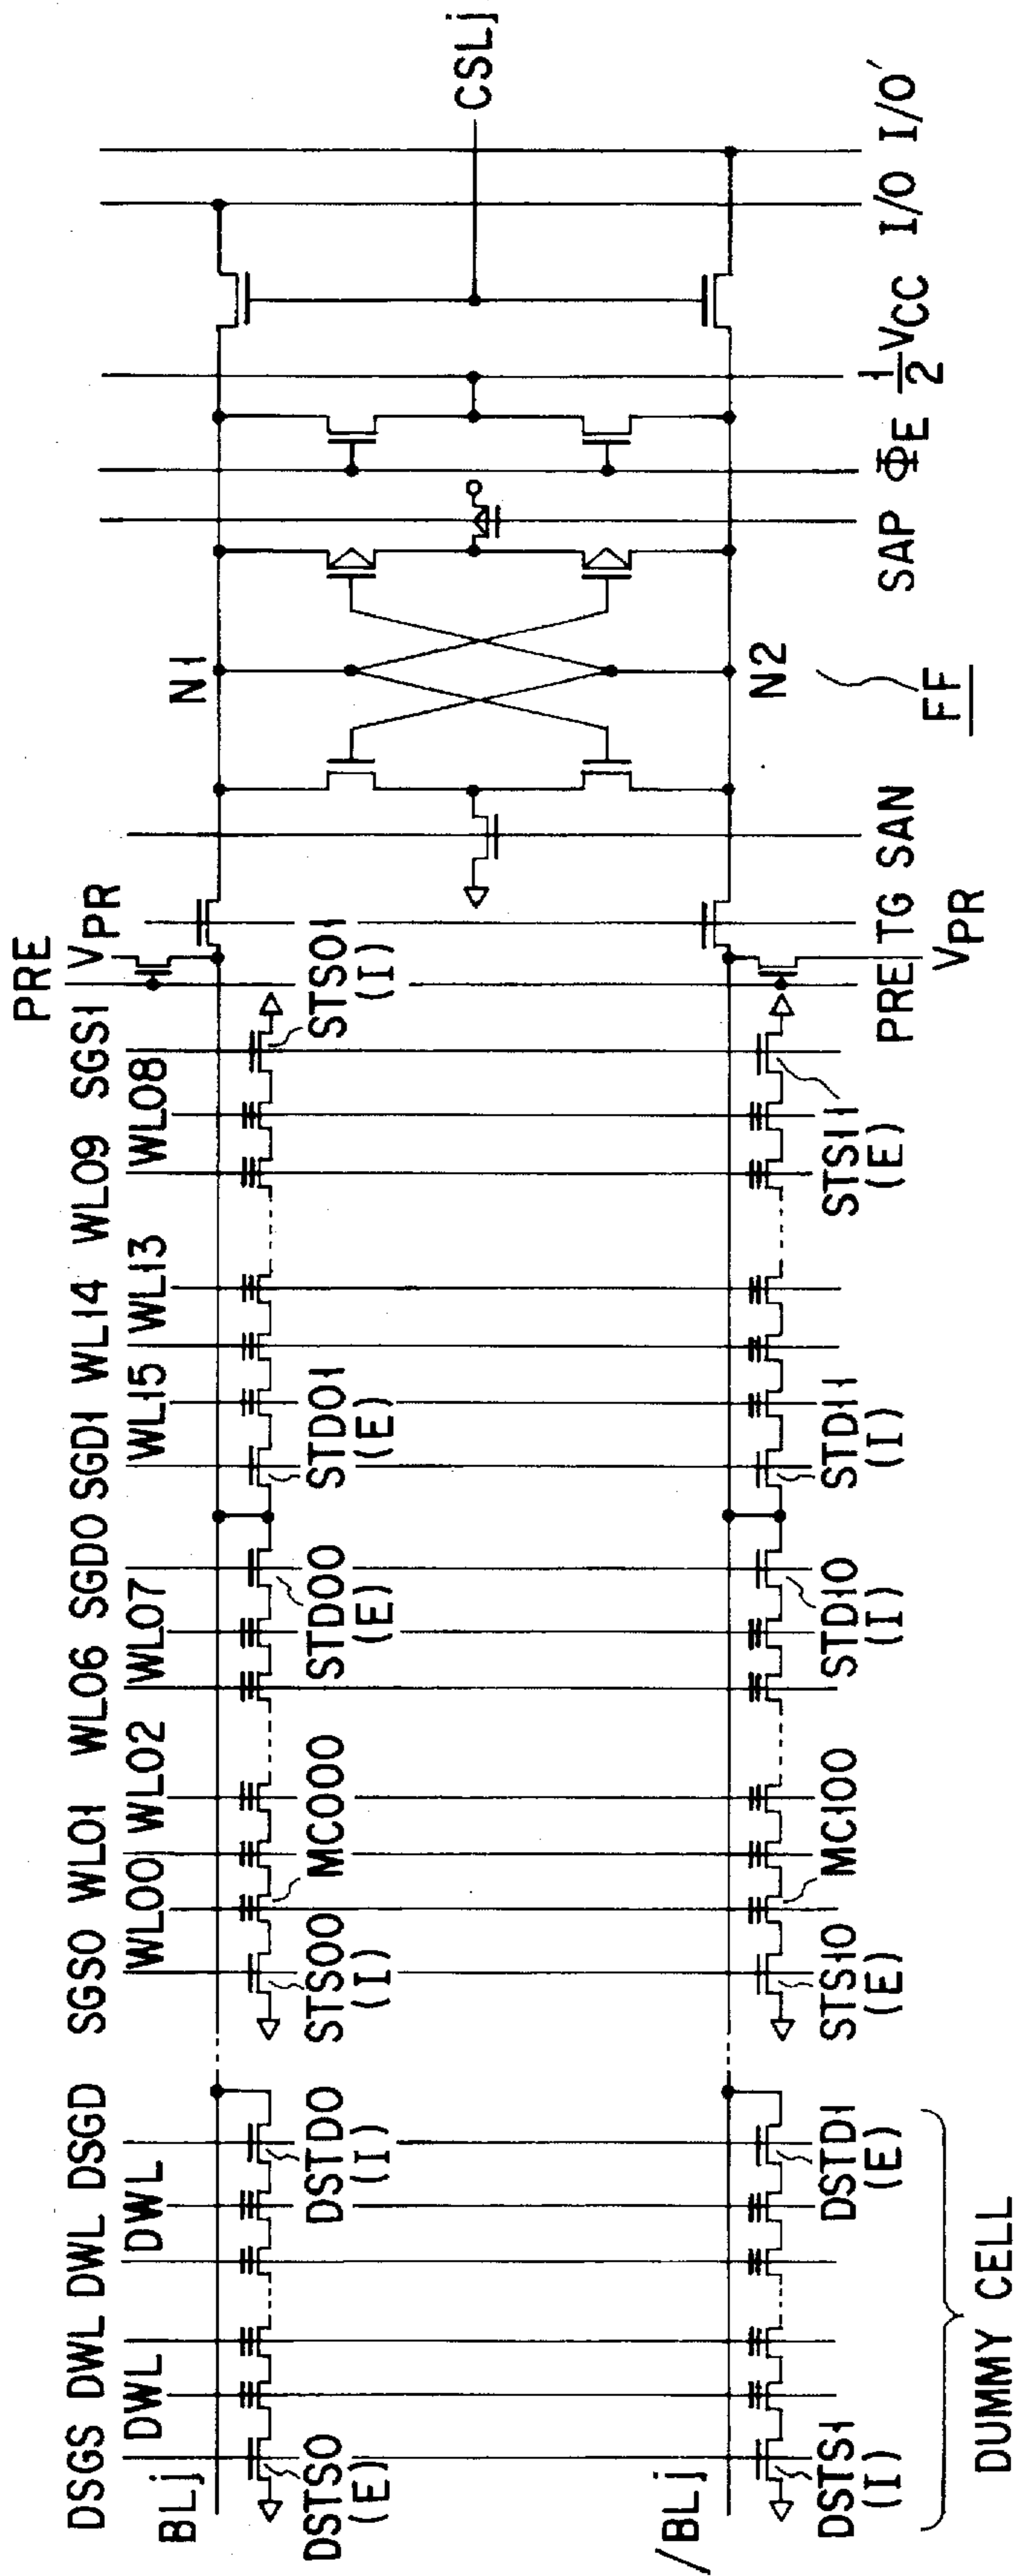 PRE
VPR
DSGS DWL DWL DSGD SGS0 WL01 WL06 SGD0 SGD1 WL14 WL09 SGS1
DWL DWL WL00 WL02 WL07 WL15 WL13 WL08
BLj
N1
DSTS0 (E)
DSTD0 (I)
STS00 (I)
MC000
STD00 (E)
STD01 (E)
STS01 (I)
CSLj
/BLj
N2
DSTS1 (I)
DSTD1 (E)
STS10 (E)
MC100
STD10 (I)
STD11 (I)
STS11 (E)
PRE TG SAN
SAP ΦE 1/2 VCC I/O I/O'
VPR
FF
DUMMY CELL